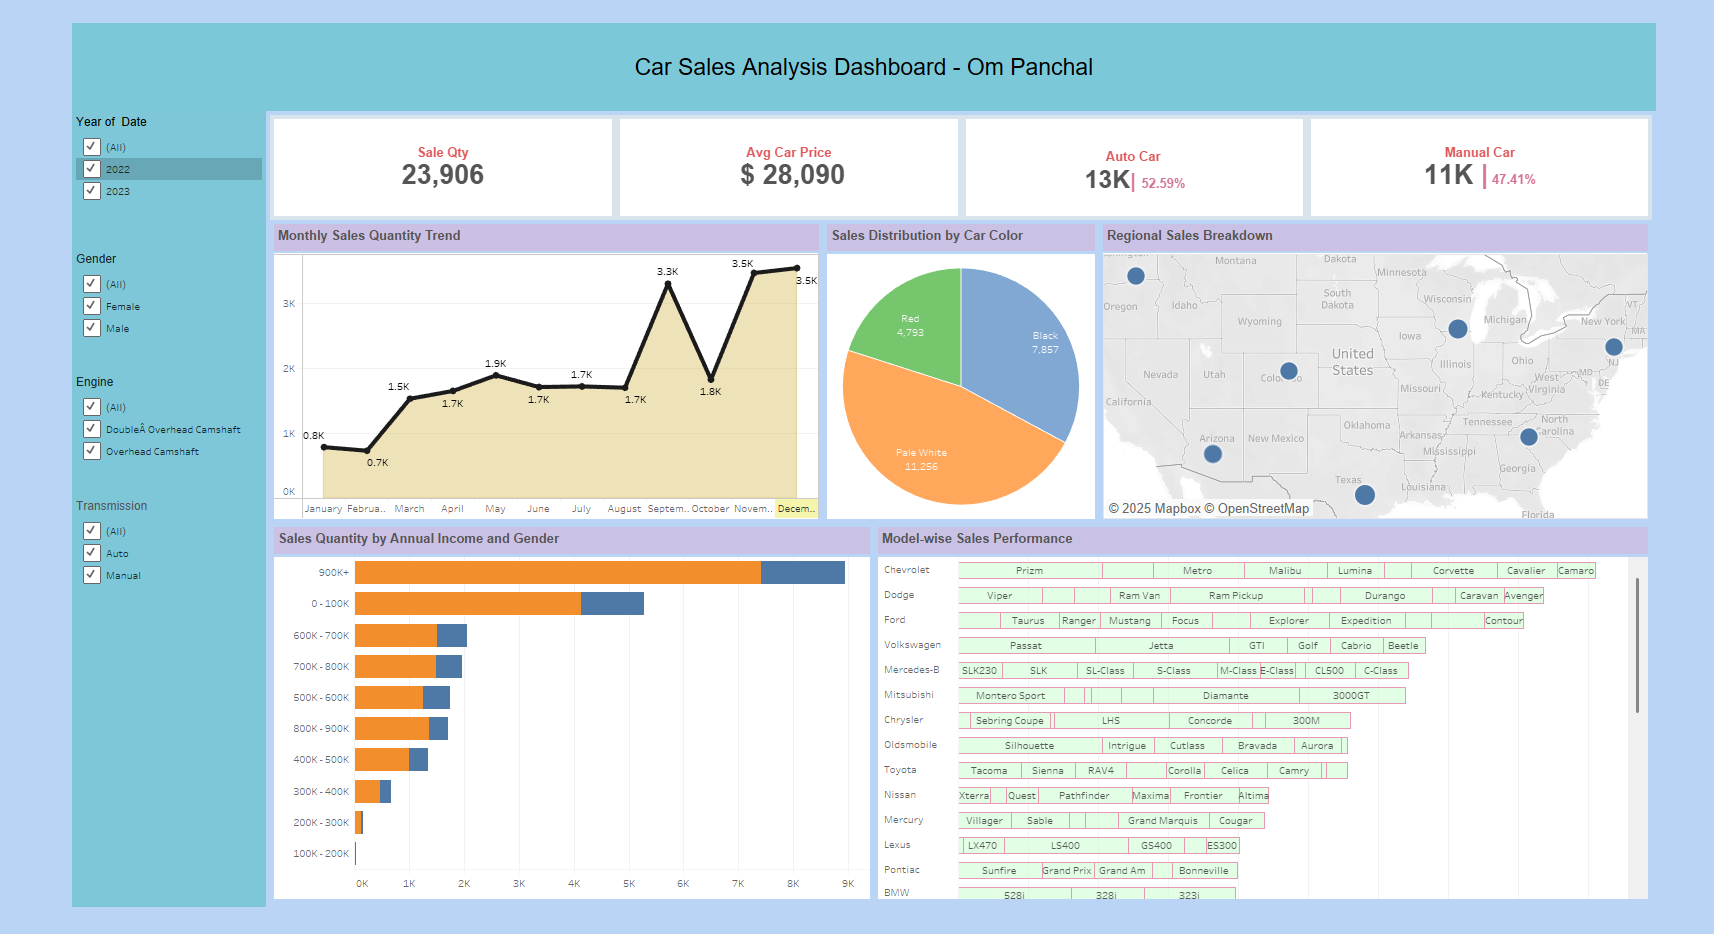 Car Sales Analysis Dashboard - Om Panchal
Year of Date
(All)
2022
2023
Gender
(All)
Female
Male
Engine
(All)
DoubleÂ Overhead Camshaft
Overhead Camshaft
Transmission
(All)
Auto
Manual
Sale Qty
23,906
Avg Car Price
$ 28,090
Auto Car
13K| 52.59%
Manual Car
11K | 47.41%
Monthly Sales Quantity Trend
3K
2K
1K
0K
0.8K
0.7K
1.5K
1.7K
1.9K
1.7K
1.7K
1.7K
3.3K
1.8K
3.5K
3.5K
January Februa.. March April May June July August Septem.. October Novem.. Decem..
Sales Distribution by Car Color
Red
4,793
Black
7,857
Pale White
11,256
Regional Sales Breakdown
Montana
Dakota
Minnesota
Oregon
Idaho
South
Dakota
Wisconsin
Michigan
VT
Wyoming
New York
MA
Iowa
Nevada
Utah
United
States
Illinois
Ohio
NJ
MD
DE
West
Virginia
Missouri
Kentucky
California
Arizona
New Mexico
Oklahoma
Arkansas
Tennessee
North
Carolina
Mississippi
Georgia
Texas
Louisiana
Florida
© 2025 Mapbox © OpenStreetMap
Sales Quantity by Annual Income and Gender
900K+
0 - 100K
600K - 700K
700K - 800K
500K - 600K
800K - 900K
400K - 500K
300K - 400K
200K - 300K
100K - 200K
0K 1K 2K 3K 4K 5K 6K 7K 8K 9K
Model-wise Sales Performance
Chevrolet Prizm Metro Malibu Lumina Corvette Cavalier Camaro
Dodge Viper Ram Van Ram Pickup Durango Caravan Avenger
Ford Taurus Ranger Mustang Focus Explorer Expedition Contour
Volkswagen Passat Jetta GTI Golf Cabrio Beetle
Mercedes-B SLK230 SLK SL-Class S-Class M-Class E-Class CL500 C-Class
Mitsubishi Montero Sport Diamante 3000GT
Chrysler Sebring Coupe LHS Concorde 300M
Oldsmobile Silhouette Intrigue Cutlass Bravada Aurora
Toyota Tacoma Sienna RAV4 Corolla Celica Camry
Nissan Xterra Quest Pathfinder Maxima Frontier Altima
Mercury Villager Sable Grand Marquis Cougar
Lexus LX470 LS400 GS400 ES300
Pontiac Sunfire Grand Prix Grand Am Bonneville
BMW 528i 328i 323i